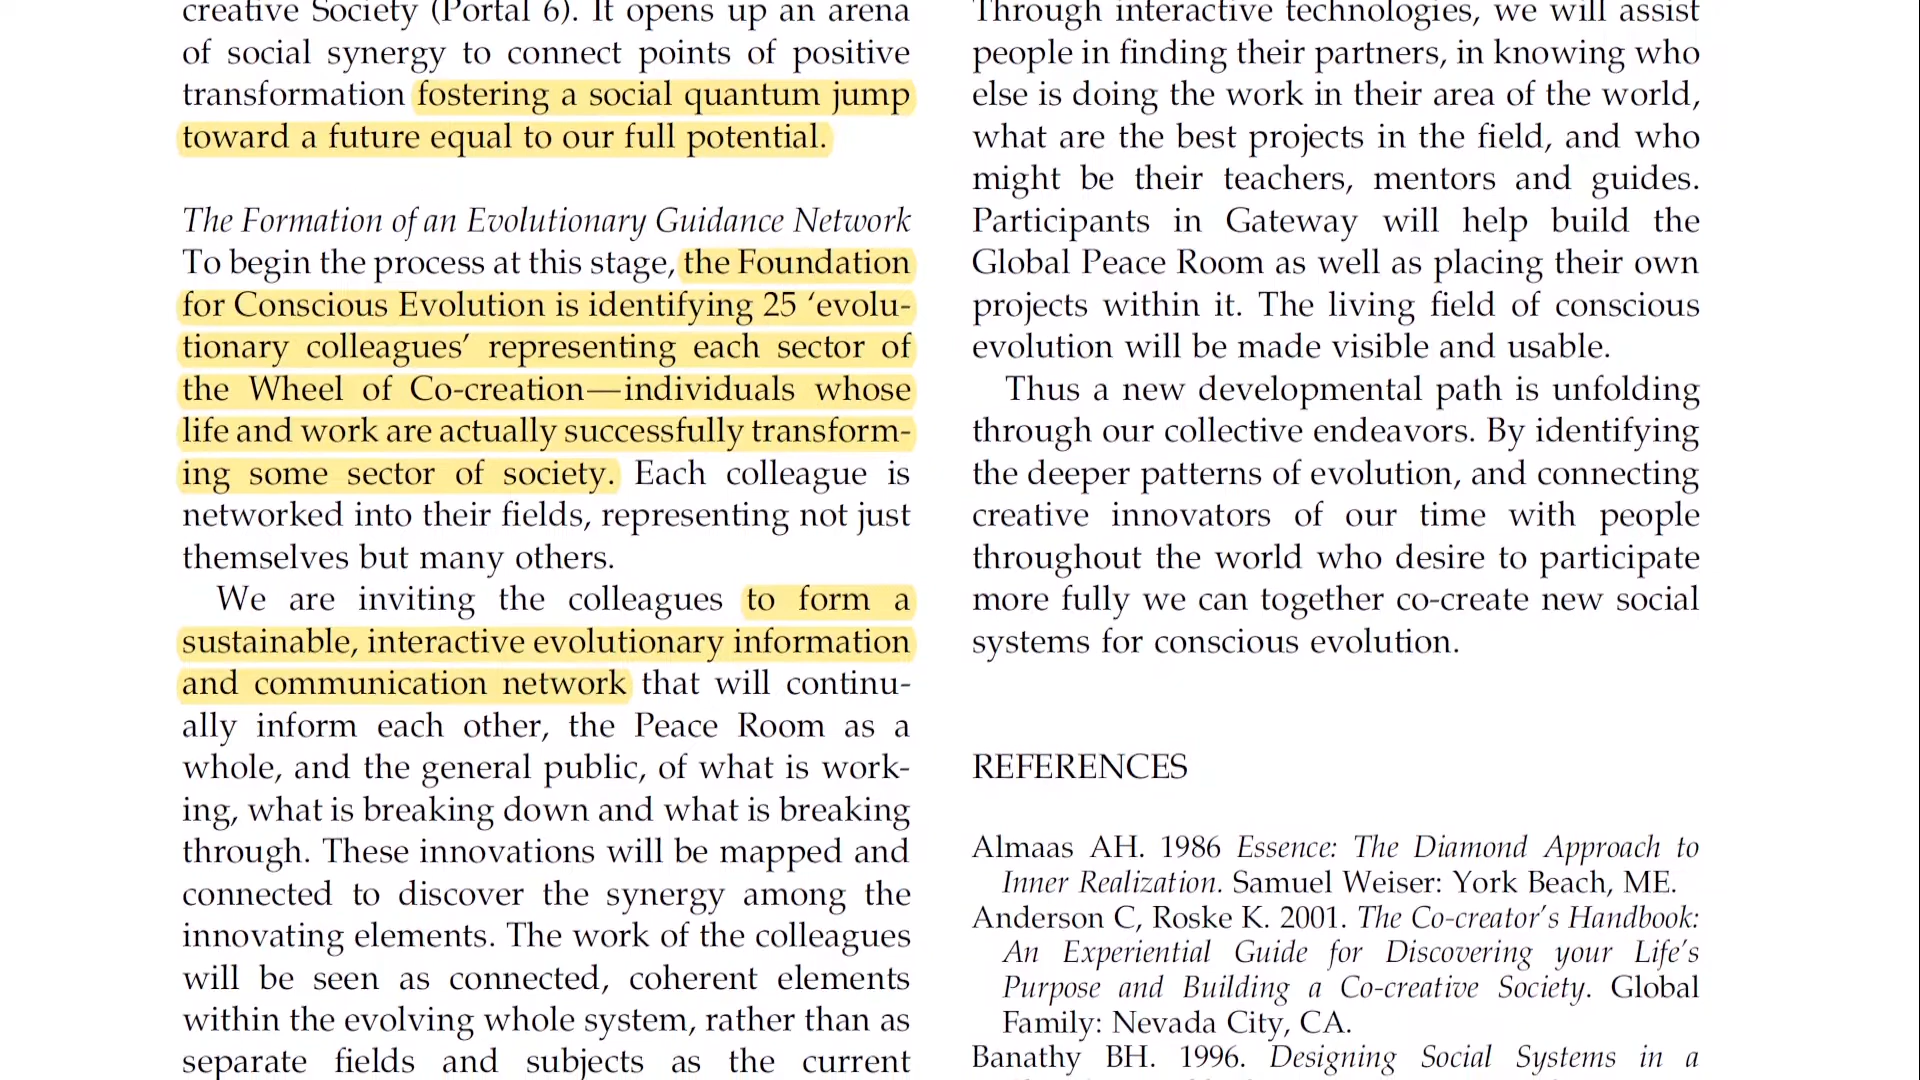 creative Society (Portal 6). It opens up an arena
of social synergy to connect points of positive
transformation fostering a social quantum jump
toward a future equal to our full potential.
The Formation of an Evolutionary Guidance Network
To begin the process at this stage, the Foundation
for Conscious Evolution is identifying 25 ‘evolu-
tionary colleagues’ representing each sector of
the Wheel of Co-creation—individuals whose
life and work are actually successfully transform-
ing some sector of society. Each colleague is
networked into their fields, representing not just
themselves but many others.
We are inviting the colleagues to form a
sustainable, interactive evolutionary information
and communication network that will continu-
ally inform each other, the Peace Room as a
whole, and the general public, of what is work-
ing, what is breaking down and what is breaking
through. These innovations will be mapped and
connected to discover the synergy among the
innovating elements. The work of the colleagues
will be seen as connected, coherent elements
within the evolving whole system, rather than as
separate fields and subjects as the current
Through interactive technologies, we will assist
people in finding their partners, in knowing who
else is doing the work in their area of the world,
what are the best projects in the field, and who
might be their teachers, mentors and guides.
Participants in Gateway will help build the
Global Peace Room as well as placing their own
projects within it. The living field of conscious
evolution will be made visible and usable.
Thus a new developmental path is unfolding
through our collective endeavors. By identifying
the deeper patterns of evolution, and connecting
creative innovators of our time with people
throughout the world who desire to participate
more fully we can together co-create new social
systems for conscious evolution.
REFERENCES
Almaas AH. 1986 Essence: The Diamond Approach to
Inner Realization. Samuel Weiser: York Beach, ME.
Anderson C, Roske K. 2001. The Co-creator’s Handbook:
An Experiential Guide for Discovering your Life’s
Purpose and Building a Co-creative Society. Global
Family: Nevada City, CA.
Banathy BH. 1996. Designing Social Systems in a